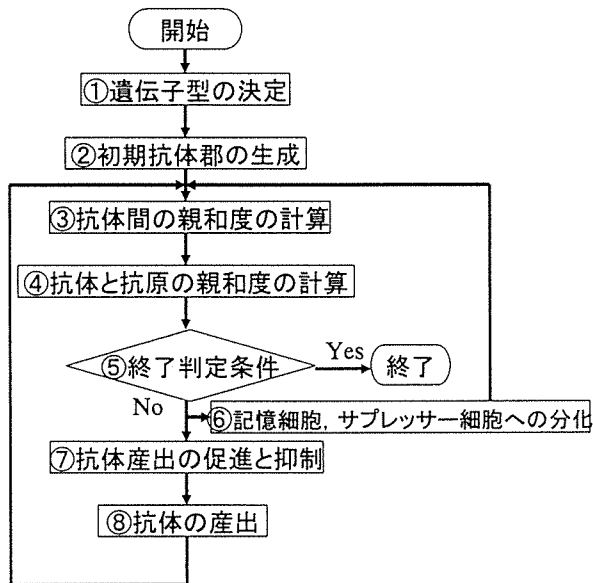 開始
①遺伝子型の決定
②初期抗体郡の生成
③抗体間の親和度の計算
④抗体と抗原の親和度の計算
⑤終了判定条件
Yes
終了
No
⑥記憶細胞,サプレッサー細胞への分化
⑦抗体産出の促進と抑制
⑧抗体の産出